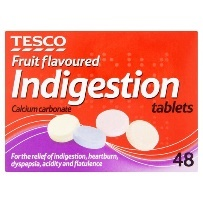 TESCO
Fruit flavoured
Indigestion
Calcium carbonate
tablets
For the relief of indigestion, heartburn,
dyspepsia, acidity and flatulence
48